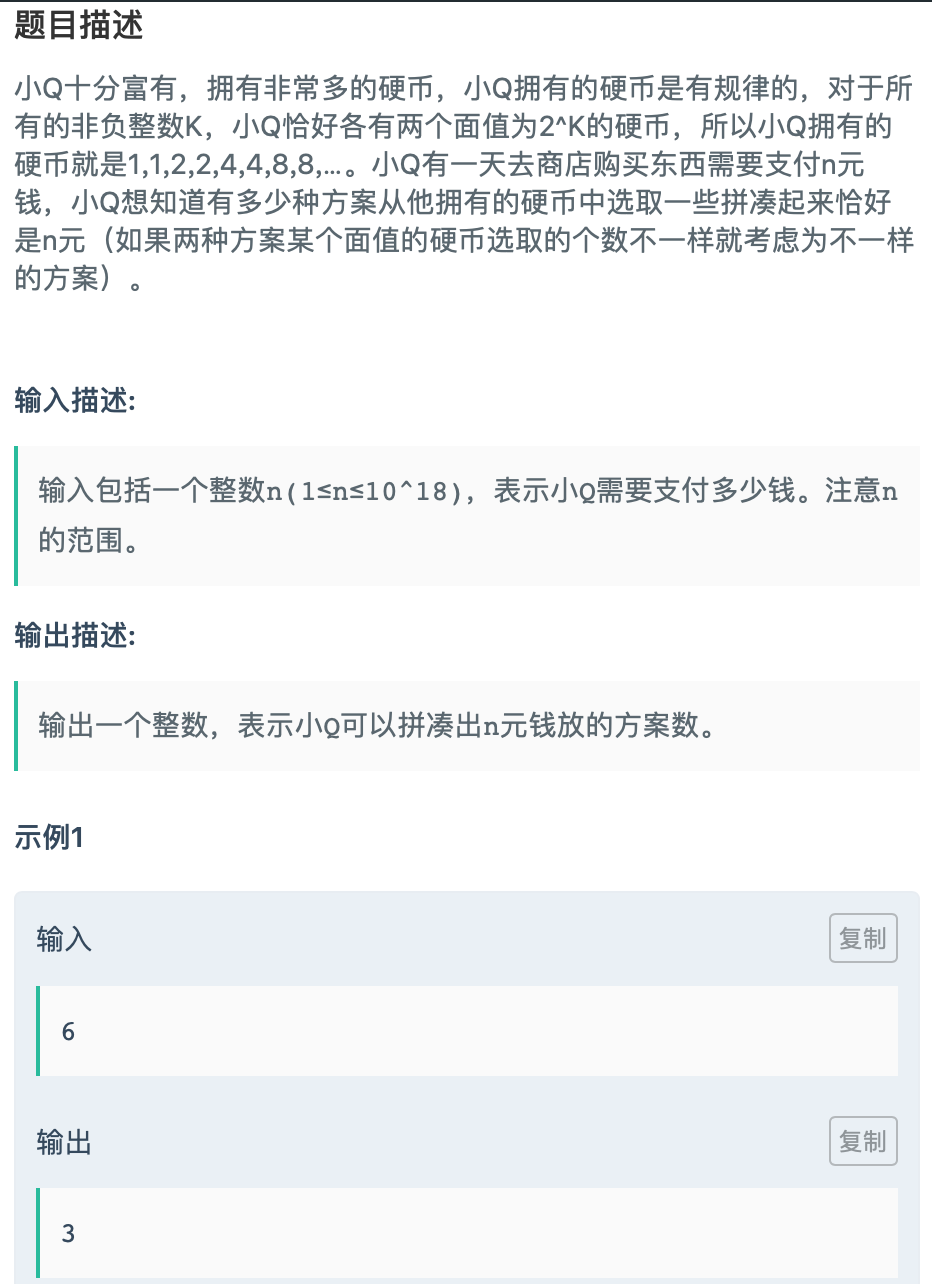 题目描述
小Q十分富有，拥有非常多的硬币，小Q拥有的硬币是有规律的，对于所
有的非负整数K，小Q恰好各有两个面值为2^K的硬币，所以小Q拥有的
硬币就是1,1,2,2,4,4,8,8,…。小Q有一天去商店购买东西需要支付n元
钱，小Q想知道有多少种方案从他拥有的硬币中选取一些拼凑起来恰好
是n元（如果两种方案某个面值的硬币选取的个数不一样就考虑为不一样
的方案）。
输入描述:
输入包括一个整数n(1≤n≤10^18)，表示小Q需要支付多少钱。注意n
的范围。
输出描述:
输出一个整数，表示小Q可以拼凑出n元钱放的方案数。
示例1
输入
复制
6
输出
复制
3